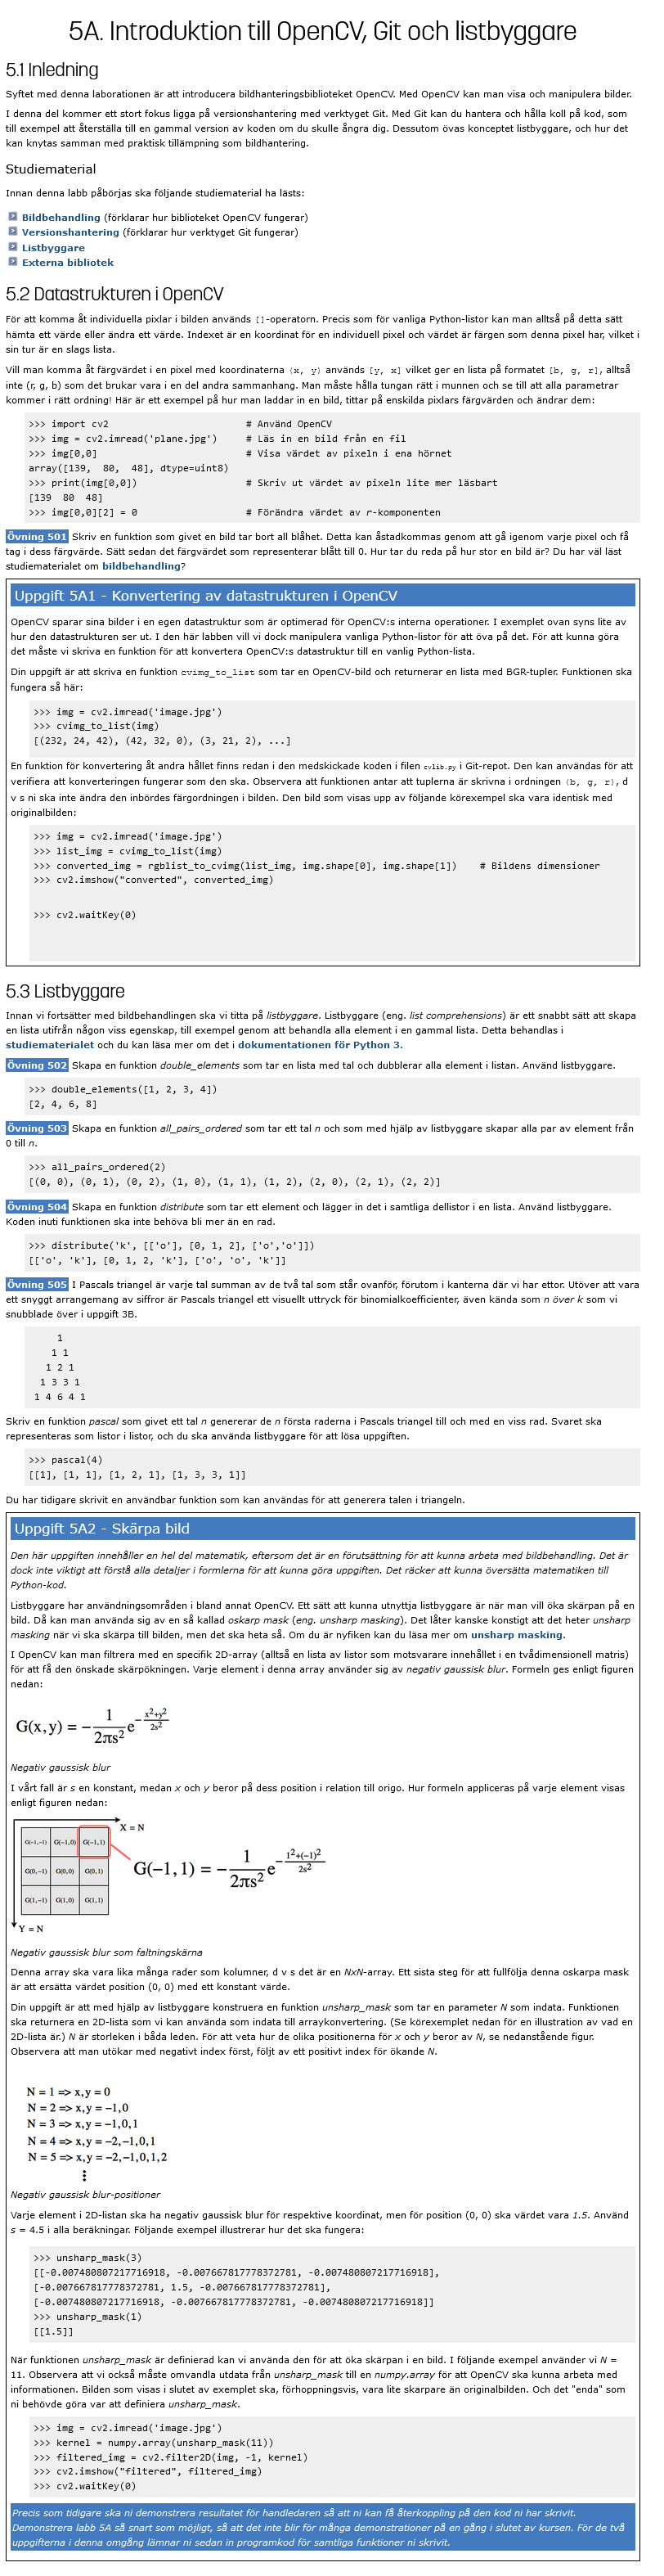 5A. Introduktion till OpenCV, Git och listbyggare
5.1 Inledning
Syftet med denna laborationen är att introducera bildhanteringsbiblioteket OpenCV. Med OpenCV kan man visa och manipulera bilder.
I denna del kommer ett stort fokus ligga på versionshantering med verktyget Git. Med Git kan du hantera och hålla koll på kod, som
till exempel att återställa till en gammal version av koden om du skulle ångra dig. Dessutom övas konceptet listbyggare, och hur det
kan knytas samman med praktisk tillämpning som bildhantering.
Studiematerial
Innan denna labb påbörjas ska följande studiematerial ha lästs:
Bildbehandling (förklarar hur biblioteket OpenCV fungerar)
Versionshantering (förklarar hur verktyget Git fungerar)
Listbyggare
Externa bibliotek
5.2 Datastrukturen i OpenCV
För att komma åt individuella pixlar i bilden används []-operatorn. Precis som för vanliga Python-listor kan man alltså på detta sätt
hämta ett värde eller ändra ett värde. Indexet är en koordinat för en individuell pixel och värdet är färgen som denna pixel har, vilket i
sin tur är en slags lista.
Vill man komma åt färgvärdet i en pixel med koordinaterna (x, y) används [y, x] vilket ger en lista på formatet [b, g, r], alltså
inte (r, g, b) som det brukar vara i en del andra sammanhang. Man måste hålla tungan rätt i munnen och se till att alla parametrar
kommer i rätt ordning! Här är ett exempel på hur man laddar in en bild, tittar på enskilda pixlars färgvärden och ändrar dem:
>>> import cv2 # Använd OpenCV
>>> img = cv2.imread('plane.jpg') # Läs in en bild från en fil
>>> img[0,0] # Visa värdet av pixeln i ena hörnet
array([139, 80, 48], dtype=uint8)
>>> print(img[0,0]) # Skriv ut värdet av pixeln lite mer läsbart
[139 80 48]
>>> img[0,0][2] = 0 # Förändra värdet av r-komponenten
Övning 501 Skriv en funktion som givet en bild tar bort all blåhet. Detta kan åstadkommas genom att gå igenom varje pixel och få
tag i dess färgvärde. Sätt sedan det färgvärdet som representerar blått till 0. Hur tar du reda på hur stor en bild är? Du har väl läst
studiematerialet om bildbehandling?
Uppgift 5A1 - Konvertering av datastrukturen i OpenCV
OpenCV sparar sina bilder i en egen datastruktur som är optimerad för OpenCV:s interna operationer. I exemplet ovan syns lite av
hur den datastrukturen ser ut. I den här labben vill vi dock manipulera vanliga Python-listor för att öva på det. För att kunna göra
det måste vi skriva en funktion för att konvertera OpenCV:s datastruktur till en vanlig Python-lista.
Din uppgift är att skriva en funktion cvimg_to_list som tar en OpenCV-bild och returnerar en lista med BGR-tupler. Funktionen ska
fungera så här:
>>> img = cv2.imread('image.jpg')
>>> cvimg_to_list(img)
[(232, 24, 42), (42, 32, 0), (3, 21, 2), ...]
En funktion för konvertering åt andra hållet finns redan i den medskickade koden i filen cvlib.py i Git-repot. Den kan användas för att
verifiera att konverteringen fungerar som den ska. Observera att funktionen antar att tuplerna är skrivna i ordningen (b, g, r), d
v s ni ska inte ändra den inbördes färgordningen i bilden. Den bild som visas upp av följande körexempel ska vara identisk med
originalbilden:
>>> img = cv2.imread('image.jpg')
>>> list_img = cvimg_to_list(img)
>>> converted_img = rgblist_to_cvimg(list_img, img.shape[0], img.shape[1]) # Bildens dimensioner
>>> cv2.imshow("converted", converted_img)
>>> cv2.waitKey(0)
5.3 Listbyggare
Innan vi fortsätter med bildbehandlingen ska vi titta på listbyggare. Listbyggare (eng. list comprehensions) är ett snabbt sätt att skapa
en lista utifrån någon viss egenskap, till exempel genom att behandla alla element i en gammal lista. Detta behandlas i
studiematerialet och du kan läsa mer om det i dokumentationen för Python 3.
Övning 502 Skapa en funktion double_elements som tar en lista med tal och dubblerar alla element i listan. Använd listbyggare.
>>> double_elements([1, 2, 3, 4])
[2, 4, 6, 8]
Övning 503 Skapa en funktion all_pairs_ordered som tar ett tal n och som med hjälp av listbyggare skapar alla par av element från
0 till n.
>>> all_pairs_ordered(2)
[(0, 0), (0, 1), (0, 2), (1, 0), (1, 1), (1, 2), (2, 0), (2, 1), (2, 2)]
Övning 504 Skapa en funktion distribute som tar ett element och lägger in det i samtliga dellistor i en lista. Använd listbyggare.
Koden inuti funktionen ska inte behöva bli mer än en rad.
>>> distribute('k', [['o'], [0, 1, 2], ['o','o']])
[['o', 'k'], [0, 1, 2, 'k'], ['o', 'o', 'k']]
Övning 505 I Pascals triangel är varje tal summan av de två tal som står ovanför, förutom i kanterna där vi har ettor. Utöver att vara
ett snyggt arrangemang av siffror är Pascals triangel ett visuellt uttryck för binomialkoefficienter, även kända som n över k som vi
snubblade över i uppgift 3B.
1
1 1
1 2 1
1 3 3 1
1 4 6 4 1
Skriv en funktion pascal som givet ett tal n genererar de n första raderna i Pascals triangel till och med en viss rad. Svaret ska
representeras som listor i listor, och du ska använda listbyggare för att lösa uppgiften.
>>> pascal(4)
[[1], [1, 1], [1, 2, 1], [1, 3, 3, 1]]
Du har tidigare skrivit en användbar funktion som kan användas för att generera talen i triangeln.
Uppgift 5A2 - Skärpa bild
Den här uppgiften innehåller en hel del matematik, eftersom det är en förutsättning för att kunna arbeta med bildbehandling. Det är
dock inte viktigt att förstå alla detaljer i formlerna för att kunna göra uppgiften. Det räcker att kunna översätta matematiken till
Python-kod.
Listbyggare har användningsområden i bland annat OpenCV. Ett sätt att kunna utnyttja listbyggare är när man vill öka skärpan på en
bild. Då kan man använda sig av en så kallad oskarp mask (eng. unsharp masking). Det låter kanske konstigt att det heter unsharp
masking när vi ska skärpa till bilden, men det ska heta så. Om du är nyfiken kan du läsa mer om unsharp masking.
I OpenCV kan man filtrera med en specifik 2D-array (alltså en lista av listor som motsvarare innehållet i en tvådimensionell matris)
för att få den önskade skärpökningen. Varje element i denna array använder sig av negativ gaussisk blur. Formeln ges enligt figuren
nedan:
G(x,y) = −1/(2πs²) e^(−(x²+y²)/(2s²))
Negativ gaussisk blur
I vårt fall är s en konstant, medan x och y beror på dess position i relation till origo. Hur formeln appliceras på varje element visas
enligt figuren nedan:
X = N
G(-1,-1) G(-1,0) G(-1,1)
G(0,-1) G(0,0) G(0,1)
G(1,-1) G(1,0) G(1,1)
G(−1,1) = −1/(2πs²) e^(−(1²+(−1)²)/(2s²))
Y = N
Negativ gaussisk blur som faltningskärna
Denna array ska vara lika många rader som kolumner, d v s det är en NxN-array. Ett sista steg för att fullfölja denna oskarpa mask
är att ersätta värdet position (0, 0) med ett konstant värde.
Din uppgift är att med hjälp av listbyggare konstruera en funktion unsharp_mask som tar en parameter N som indata. Funktionen
ska returnera en 2D-lista som vi kan använda som indata till arraykonvertering. (Se körexemplet nedan för en illustration av vad en
2D-lista är.) N är storleken i båda leden. För att veta hur de olika positionerna för x och y beror av N, se nedanstående figur.
Observera att man utökar med negativt index först, följt av ett positivt index för ökande N.
N = 1 => x,y = 0
N = 2 => x,y = −1,0
N = 3 => x,y = −1,0,1
N = 4 => x,y = −2,−1,0,1
N = 5 => x,y = −2,−1,0,1,2
⋮
Negativ gaussisk blur-positioner
Varje element i 2D-listan ska ha negativ gaussisk blur för respektive koordinat, men för position (0, 0) ska värdet vara 1.5. Använd
s = 4.5 i alla beräkningar. Följande exempel illustrerar hur det ska fungera:
>>> unsharp_mask(3)
[[-0.007480807217716918, -0.007667817778372781, -0.007480807217716918],
[-0.007667817778372781, 1.5, -0.007667817778372781],
[-0.007480807217716918, -0.007667817778372781, -0.007480807217716918]]
>>> unsharp_mask(1)
[[1.5]]
När funktionen unsharp_mask är definierad kan vi använda den för att öka skärpan i en bild. I följande exempel använder vi N =
11. Observera att vi också måste omvandla utdata från unsharp_mask till en numpy.array för att OpenCV ska kunna arbeta med
informationen. Bilden som visas i slutet av exemplet ska, förhoppningsvis, vara lite skarpare än originalbilden. Och det "enda" som
ni behövde göra var att definiera unsharp_mask.
>>> img = cv2.imread('image.jpg')
>>> kernel = numpy.array(unsharp_mask(11))
>>> filtered_img = cv2.filter2D(img, -1, kernel)
>>> cv2.imshow("filtered", filtered_img)
>>> cv2.waitKey(0)
Precis som tidigare ska ni demonstrera resultatet för handledaren så att ni kan få återkoppling på den kod ni har skrivit.
Demonstrera labb 5A så snart som möjligt, så att det inte blir för många demonstrationer på en gång i slutet av kursen. För de två
uppgifterna i denna omgång lämnar ni sedan in programkod för samtliga funktioner ni skrivit.